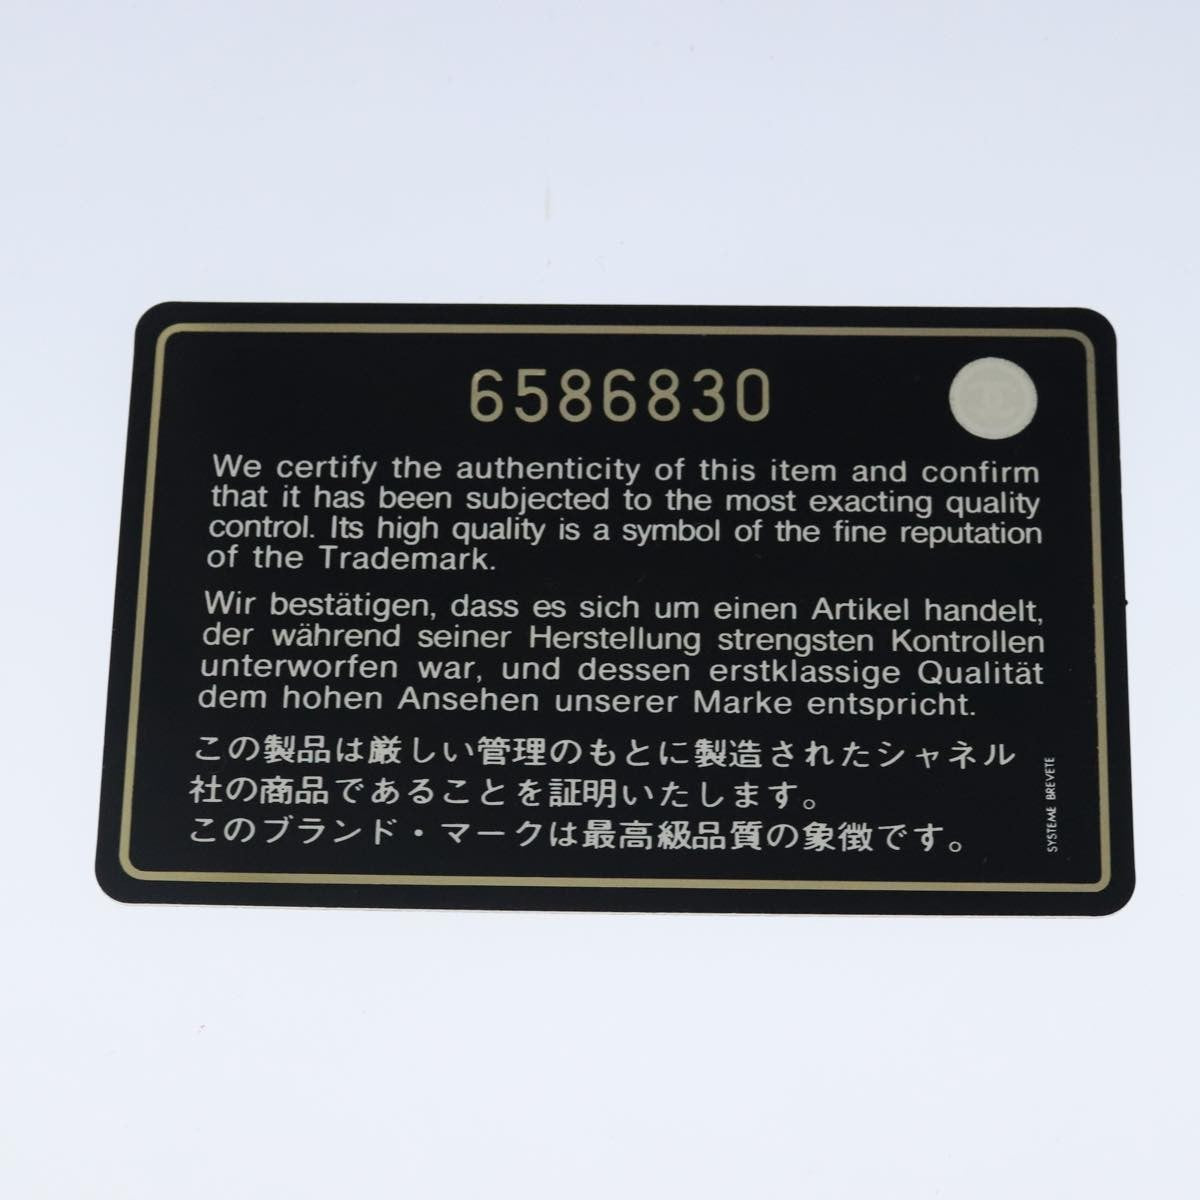 6586830
We certify the authenticity of this item and confirm
that it has been subjected to the most exacting quality
control. Its high quality is a symbol of the fine reputation
of the Trademark.
Wir bestätigen, dass es sich um einen Artikel handelt,
der während seiner Herstellung strengsten Kontrollen
unterworfen war, und dessen erstklassige Qualität
dem hohen Ansehen unserer Marke entspricht.
この製品は厳しい管理のもとに製造されたシャネル
社の商品であることを証明いたします。
このブランド・マークは最高級品質の象徴です。
SYSTEME BREVETE